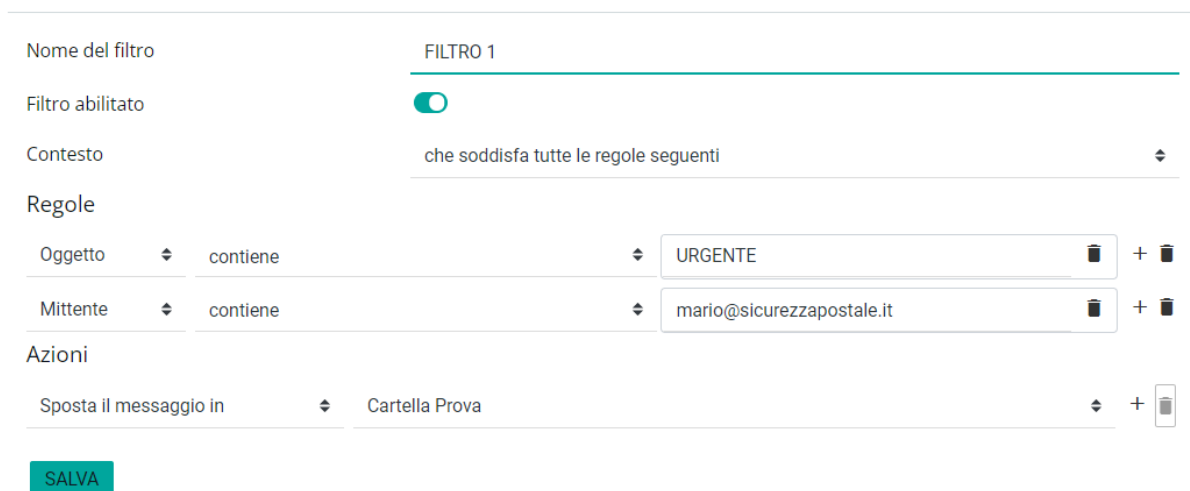 Nome del filtro FILTRO 1
Filtro abilitato
Contesto che soddisfa tutte le regole seguenti
Regole
Oggetto contiene URGENTE
Mittente contiene mario@sicurezzapostale.it
Azioni
Sposta il messaggio in Cartella Prova
SALVA